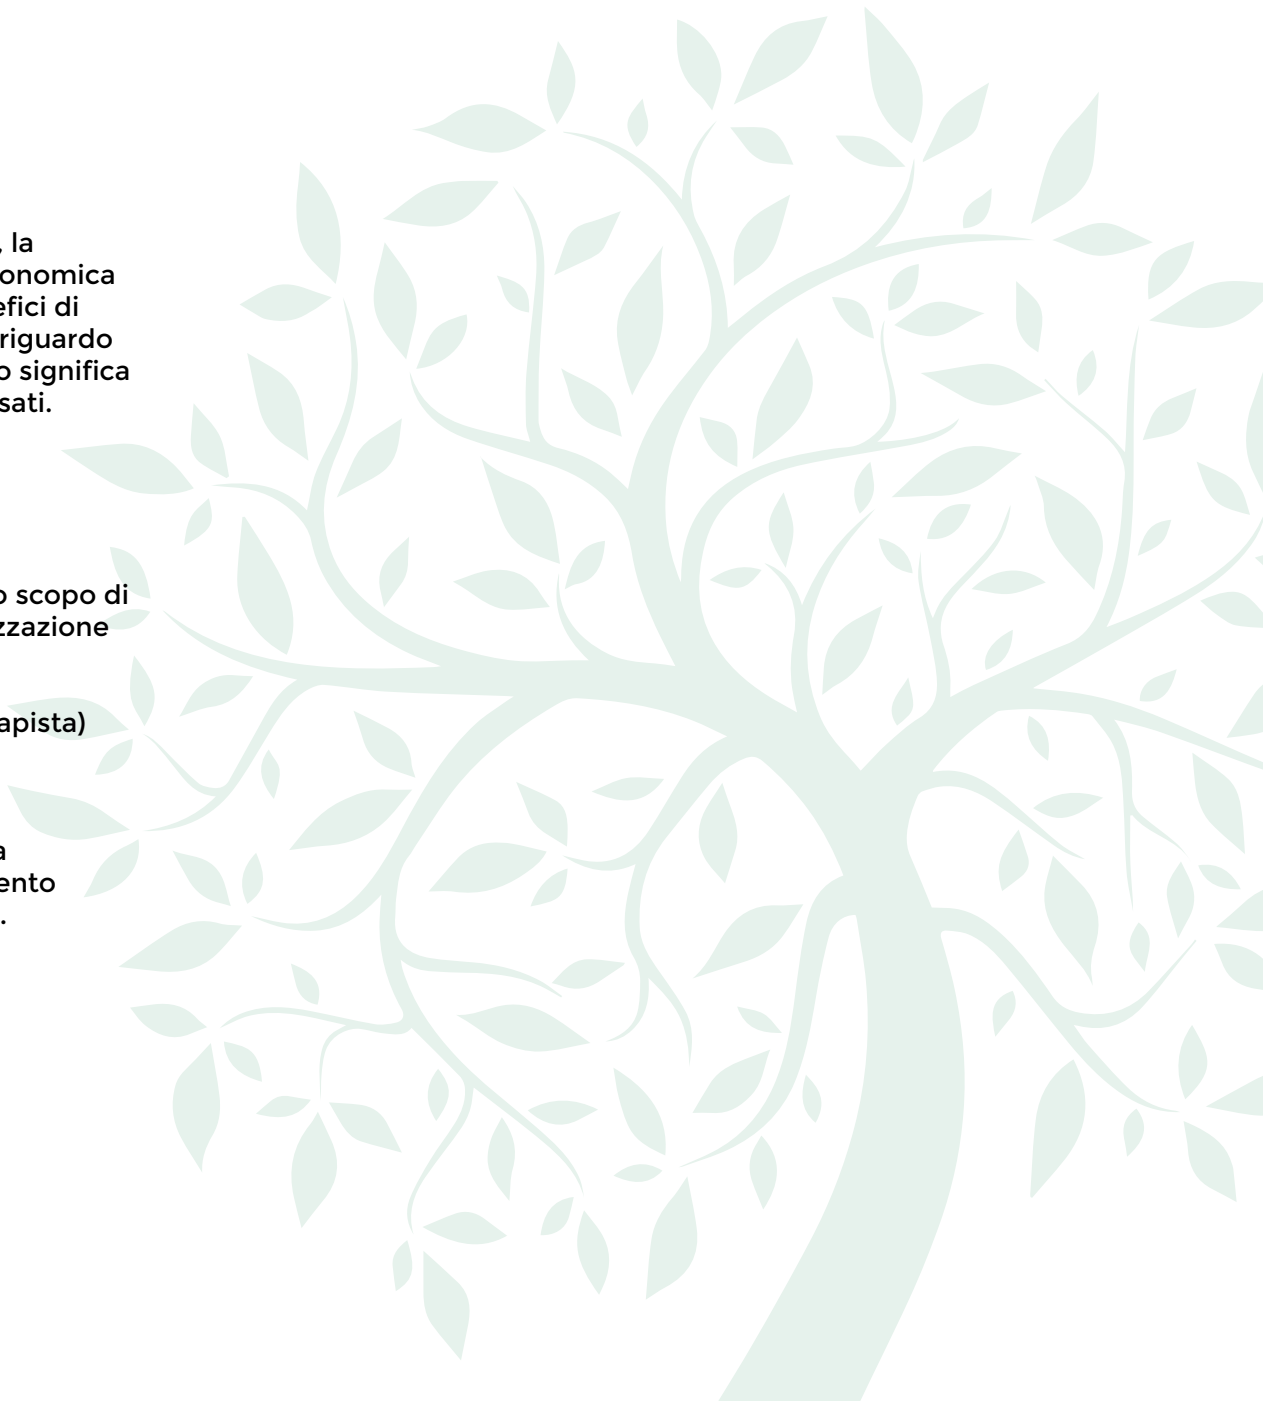 , la
onomica
efici di
riguardo
o significa
sati.
o scopo di
zzazione
apista)
a
ento
.